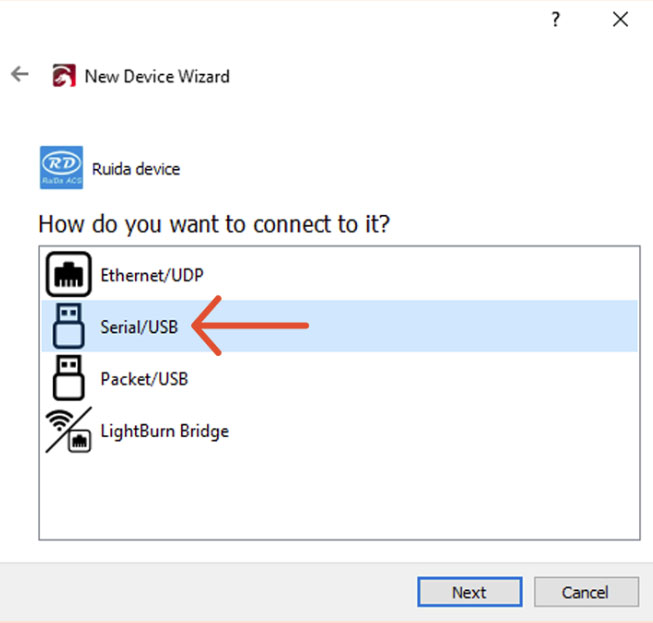 ?
New Device Wizard
RD
RuiDa ACS
Ruida device
How do you want to connect to it?
Ethernet/UDP
Serial/USB
Packet/USB
LightBurn Bridge
Next
Cancel